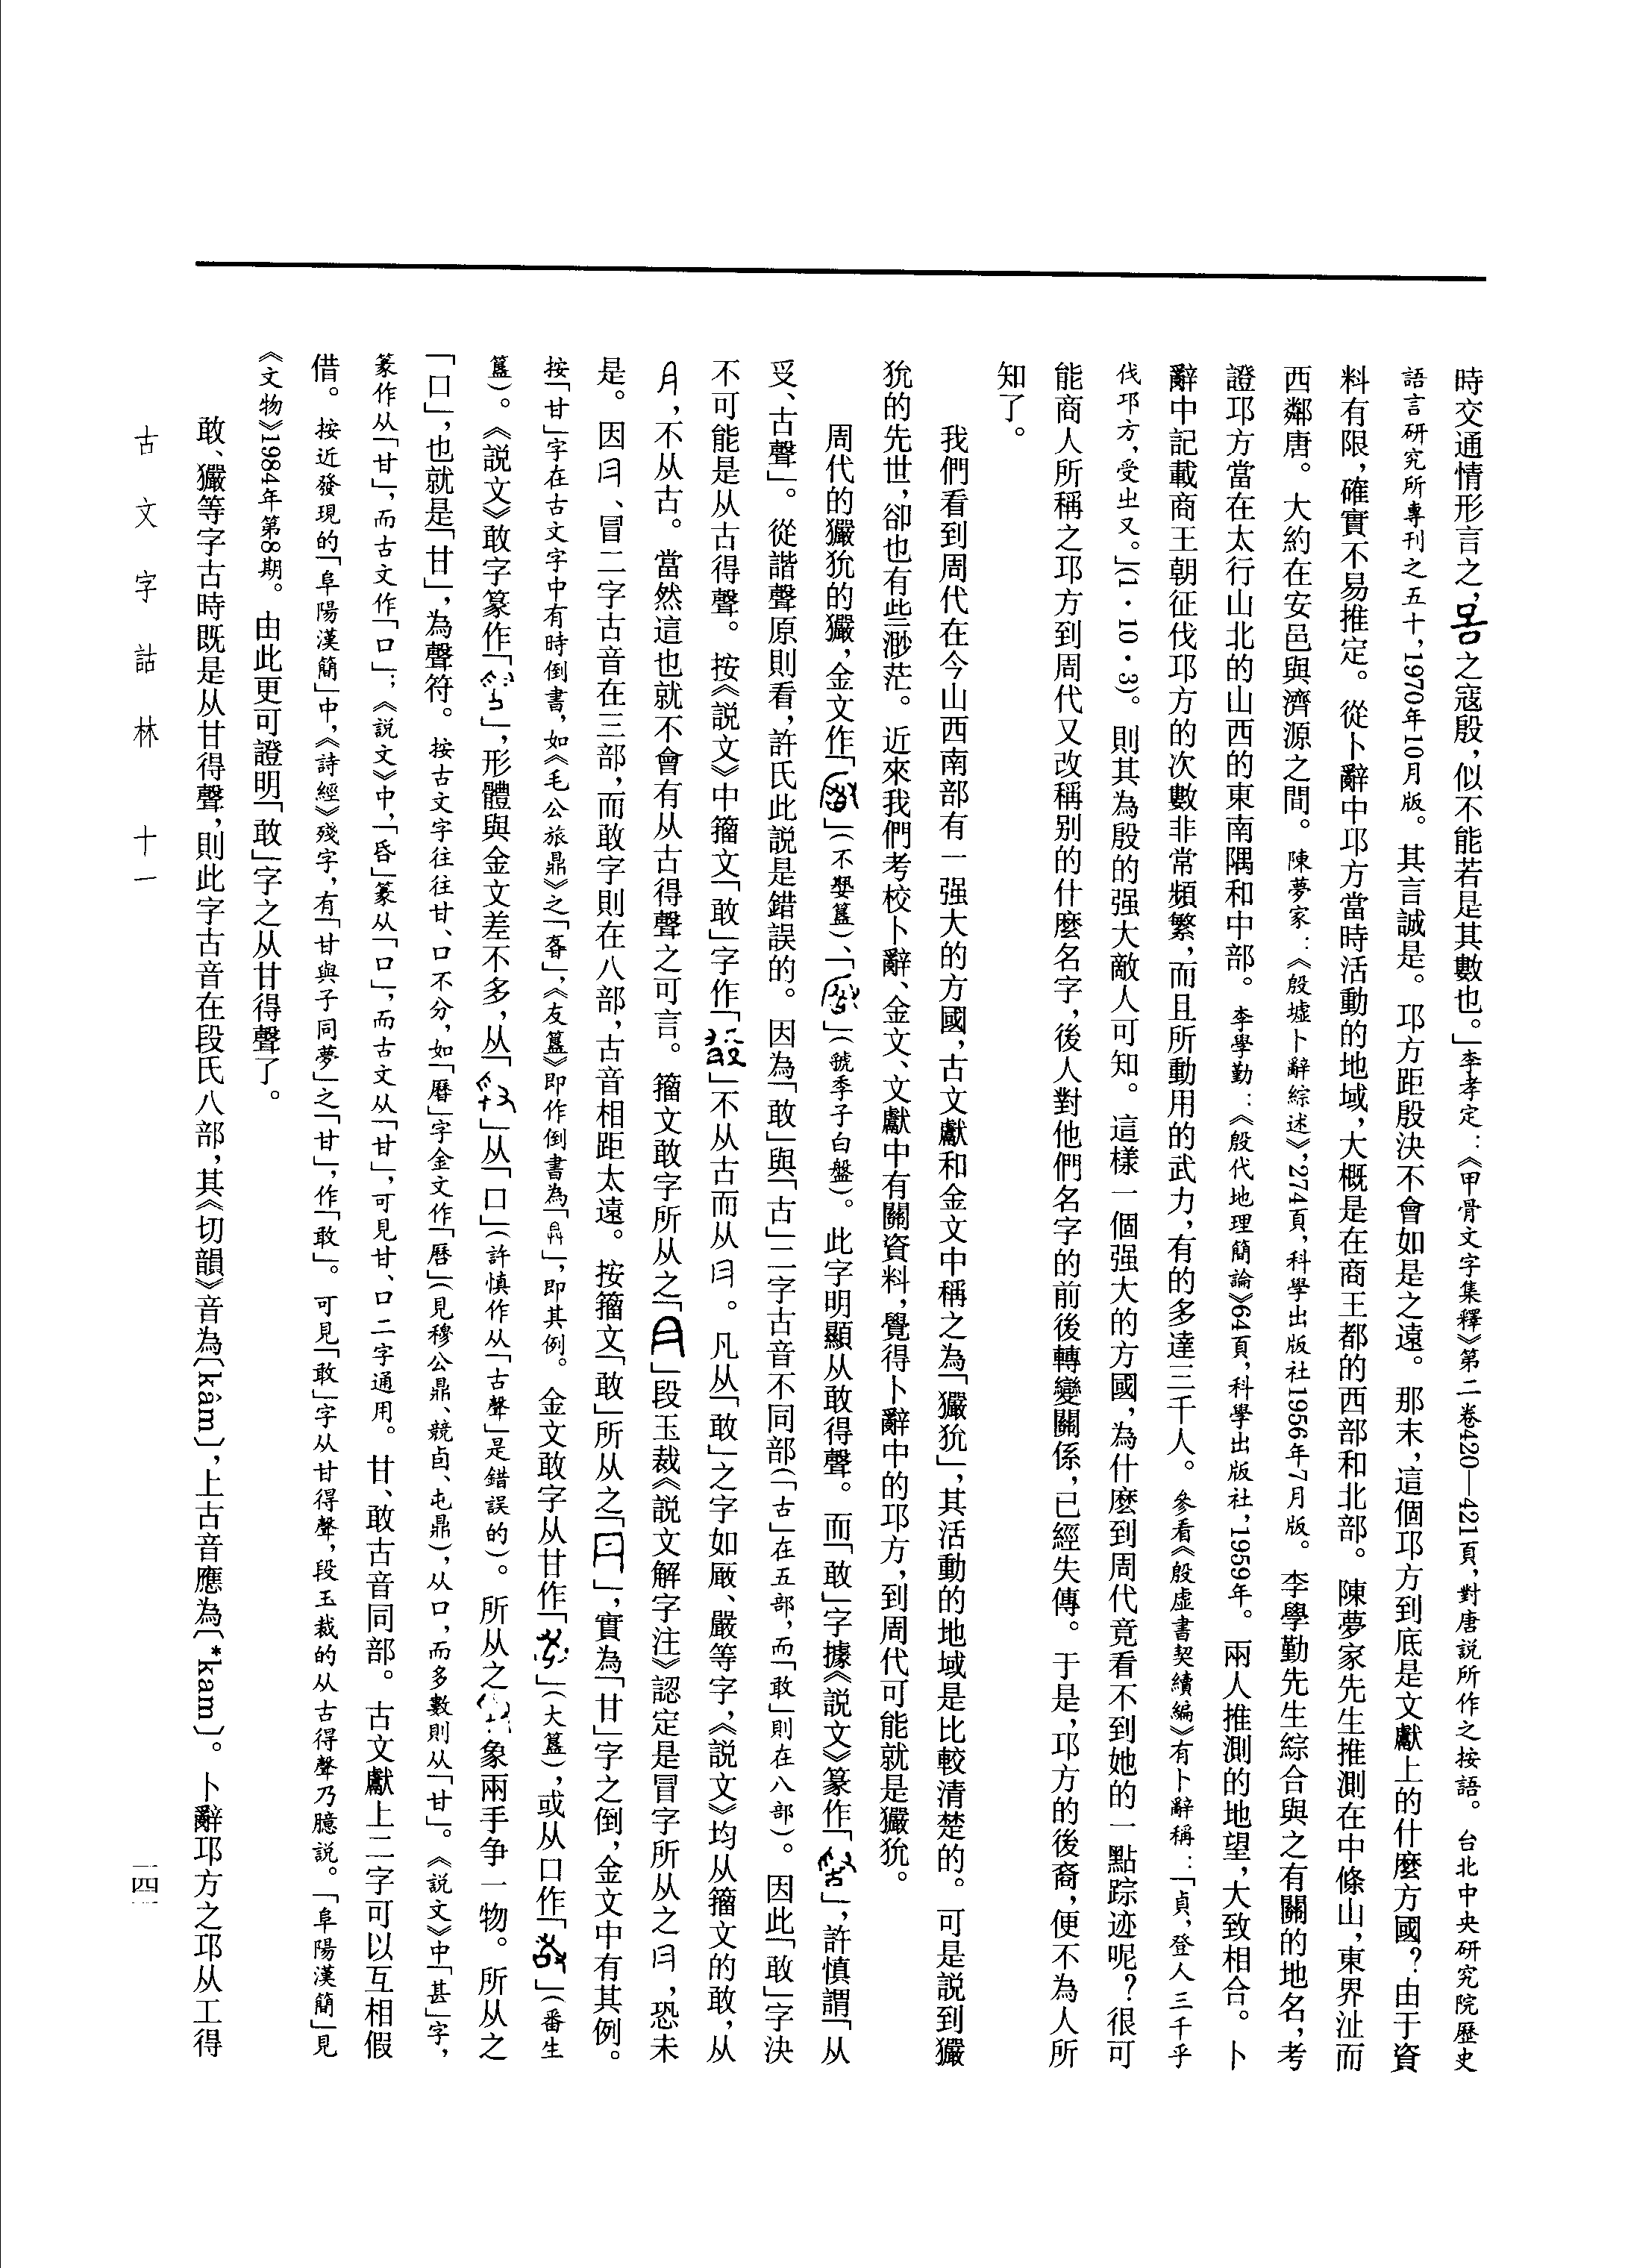 時交通情形言之，之寇殷，似不能若是其數也。」李孝定：《甲骨文字集釋》第二卷420—421頁，對唐説所作之按語。台北中央研究院歷史
語言研究所專刊之五十，1970年10月版。其言誠是。邛方距殷決不會如是之遠。那末，這個邛方到底是文獻上的什麼方國？由于資
料有限，確實不易推定。從卜辭中邛方當時活動的地域，大概是在商王都的西部和北部。陳夢家先生推測在中條山，東界沚而
西鄰唐。大約在安邑與濟源之間。陳夢家：《殷墟卜辭綜述》，274頁，科學出版社1956年7月版。李學勤先生綜合與之有關的地名，考
證邛方當在太行山北的山西的東南隅和中部。李學勤：《殷代地理簡論》64頁，科學出版社，1959年。兩人推測的地望，大致相合。卜
辭中記載商王朝征伐邛方的次數非常頻繁，而且所動用的武力，有的多達三千人。參看《殷虛書契續編》有卜辭稱：「貞，登人三千乎
伐邛方，受㞢又。」(1·10·3)。則其為殷的强大敵人可知。這樣一個强大的方國，為什麽到周代竟看不到她的一點踪迹呢？很可
能商人所稱之邛方到周代又改稱别的什麼名字，後人對他們名字的前後轉變關係，已經失傳。于是，邛方的後裔，便不為人所
知了。
我們看到周代在今山西南部有一强大的方國，古文獻和金文中稱之為「玁狁」，其活動的地域是比較清楚的。可是説到玁
狁的先世，卻也有些渺茫。近來我們考校卜辭、金文、文獻中有關資料，覺得卜辭中的邛方，到周代可能就是玁狁。
周代的玁狁的玁，金文作「」(不㜏簋)、「」(虢季子白盤)。此字明顯从敢得聲。而「敢」字據《説文》篆作「」，許慎謂「从
𠬪、古聲」。從諧聲原則看，許氏此説是錯誤的。因為「敢」與「古」二字古音不同部(「古」在五部，而「敢」則在八部)。因此「敢」字決
不可能是从古得聲。按《説文》中籀文「敢」字作「」不从古而从。凡从「敢」之字如厰、嚴等字，《説文》均从籀文的敢，从
，不从古。當然這也就不會有从古得聲之可言。籀文敢字所从之「」段玉裁《説文解字注》認定是冒字所从之冃，恐未
是。因冃、冒二字古音在三部，而敢字則在八部，古音相距太遠。按籀文「敢」所从之「」，實為「甘」字之倒，金文中有其例。
按「甘」字在古文字中有時倒書，如《毛公旅鼎》之「」，《友簋》即作倒書為「」，即其例。金文敢字从甘作「」(大簋)，或从口作「」(番生
簋)。《説文》敢字篆作「」，形體與金文差不多，从「」从「口」(許慎作从「古聲」是錯誤的)。所从之象兩手争一物。所从之
「口」，也就是「甘」，為聲符。按古文字往往甘、口不分，如「曆」字金文作「」(見穆公鼎、競卣、屯鼎)，从口，而多數則从「甘」。《説文》中「甚」字，
篆作从「甘」，而古文作「口」；《説文》中，「昏」篆从「口」，而古文从「甘」，可見甘、口二字通用。甘、敢古音同部。古文獻上二字可以互相假
借。按近發現的「阜陽漢簡」中，《詩經》殘字，有「甘與子同夢」之「甘」，作「敢」。可見「敢」字从甘得聲，段玉裁的从古得聲乃臆説。「阜陽漢簡」見
《文物》1984年第8期。由此更可證明「敢」字之从甘得聲了。
敢、玁等字古時既是从甘得聲，則此字古音在段氏八部，其《切韻》音為〔kâm〕，上古音應為〔*kam〕。卜辭邛方之邛从工得
古文字詁林 十一
一四一